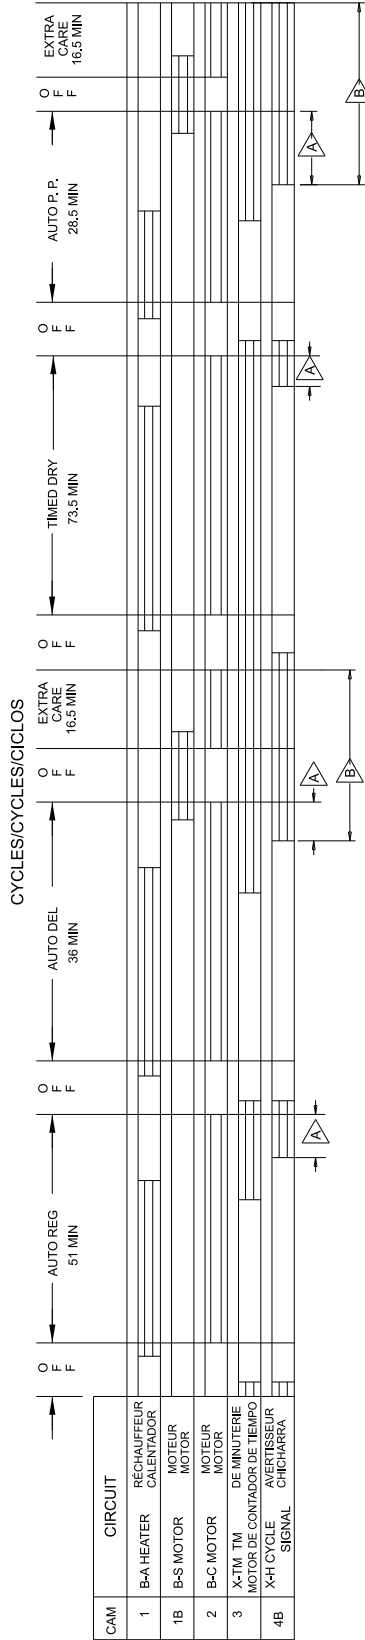 CYCLES/CYCLES/CICLOS
OFF
AUTO REG
51 MIN
OFF
AUTO DEL
36 MIN
OFF
EXTRA
CARE
16.5 MIN
OFF
TIMED DRY
73.5 MIN
OFF
AUTO P.P.
28.5 MIN
OFF
EXTRA
CARE
16.5 MIN
CAM CIRCUIT
1 B-A HEATER RÉCHAUFFEUR
CALENTADOR
1B B-S MOTOR MOTEUR
MOTOR
2 B-C MOTOR MOTEUR
MOTOR
3 X-TM TM DE MINUTERIE
MOTOR DE CONTADOR DE TIEMPO
4B X-H CYCLE AVERTISSEUR
SIGNAL CHICHARRA
A
A
B
A
A
B